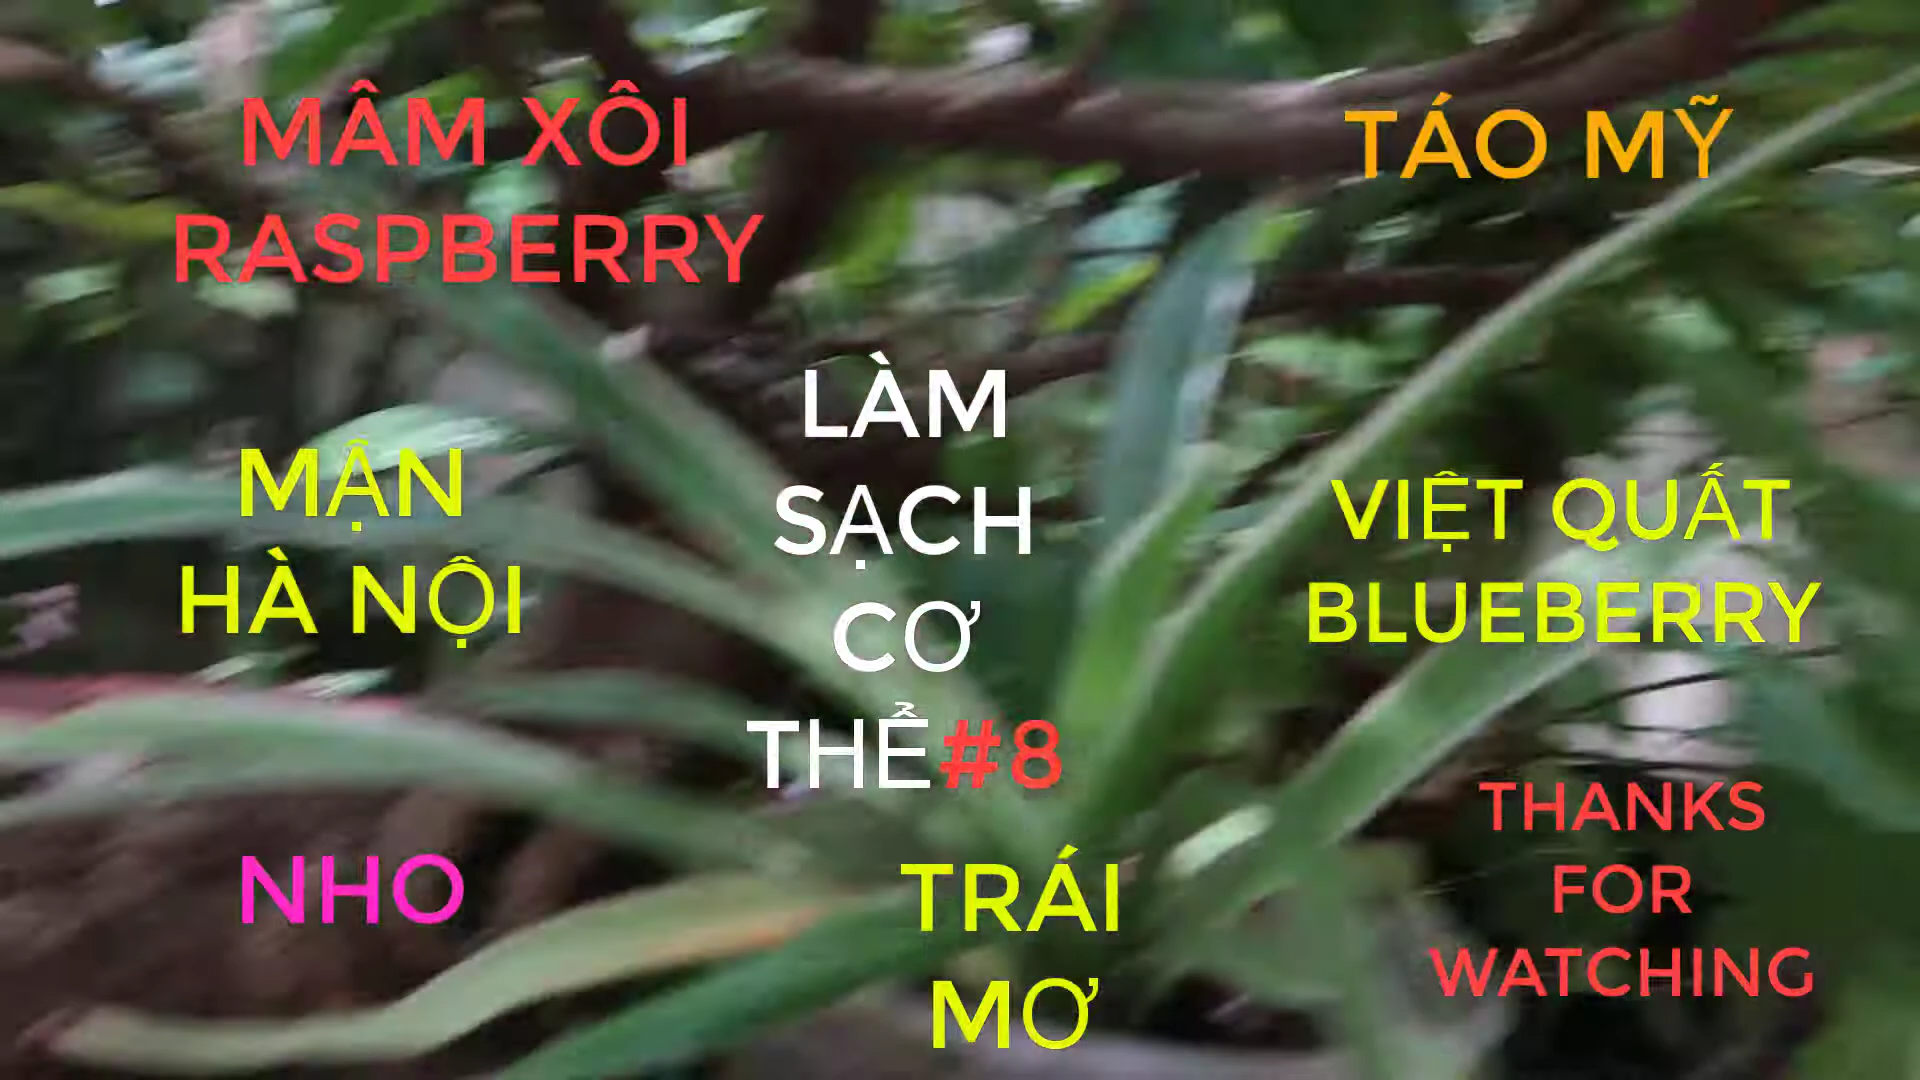 MÂM XÔI
RASPBERRY
TÁO MỸ
MẬN
HÀ NỘI
LÀM
SẠCH
CƠ
THỂ#8
VIỆT QUẤT
BLUEBERRY
NHO
TRÁI
MƠ
THANKS
FOR
WATCHING